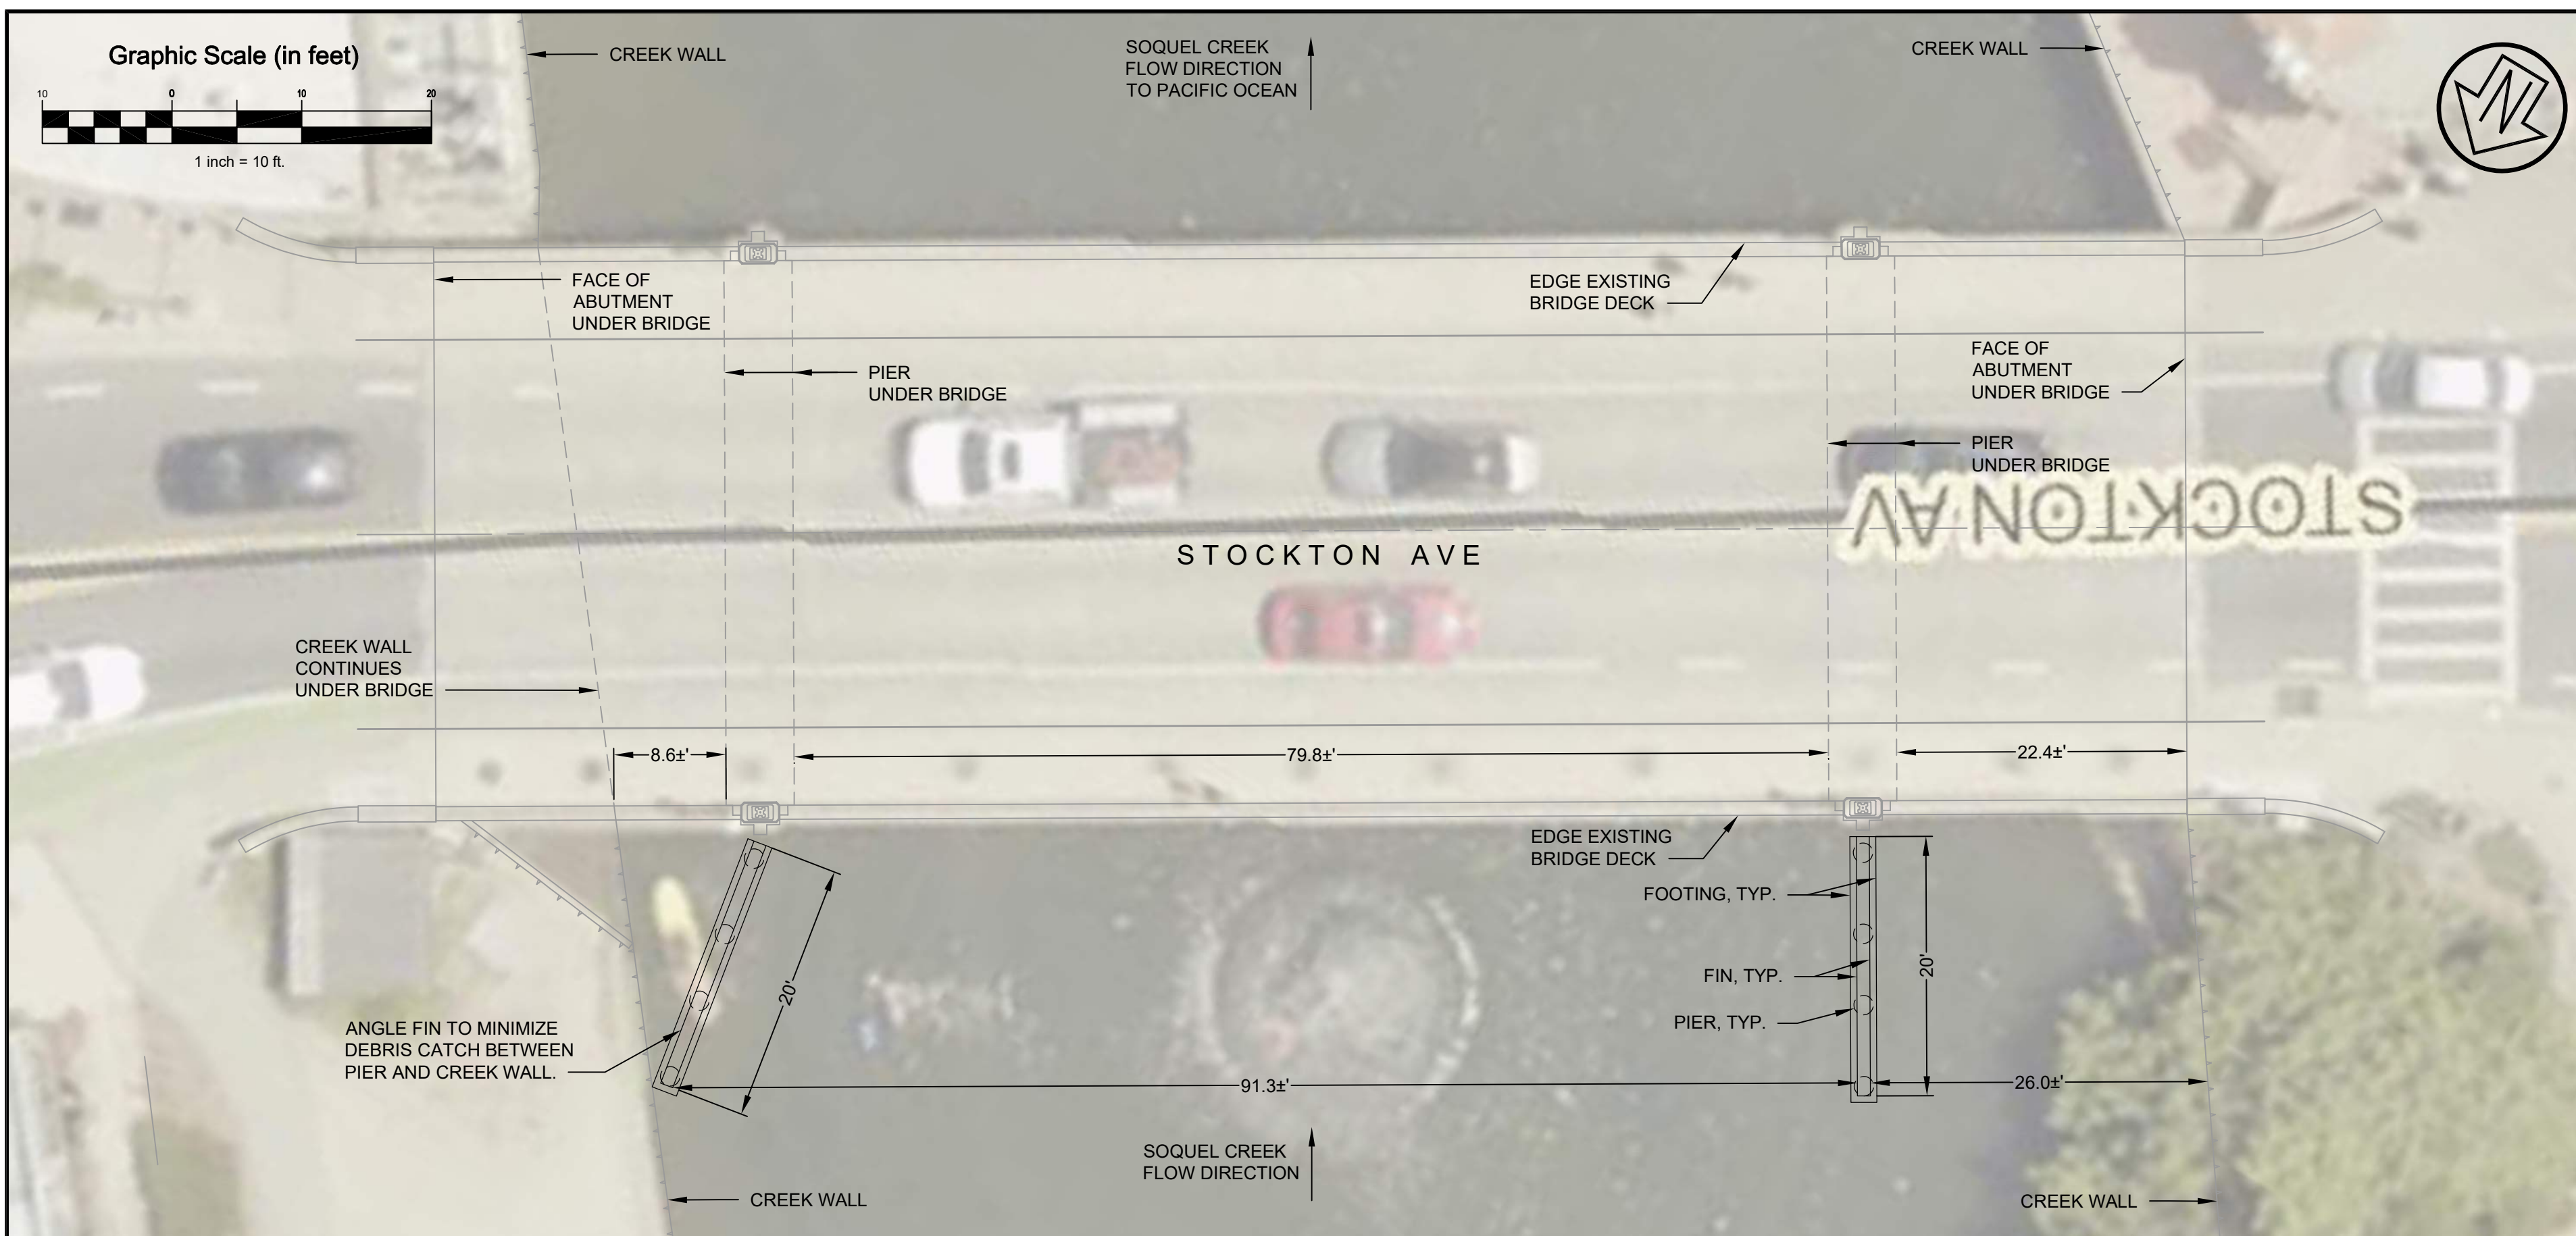 Graphic Scale (in feet)
10 0 10 20
1 inch = 10 ft.
CREEK WALL
SOQUEL CREEK
FLOW DIRECTION
TO PACIFIC OCEAN
CREEK WALL
N
FACE OF
ABUTMENT
UNDER BRIDGE
EDGE EXISTING
BRIDGE DECK
PIER
UNDER BRIDGE
FACE OF
ABUTMENT
UNDER BRIDGE
PIER
UNDER BRIDGE
STOCKTON AV
STOCKTON AVE
CREEK WALL
CONTINUES
UNDER BRIDGE
8.6±'
79.8±'
22.4±'
EDGE EXISTING
BRIDGE DECK
FOOTING, TYP.
FIN, TYP.
PIER, TYP.
20'
20'
ANGLE FIN TO MINIMIZE
DEBRIS CATCH BETWEEN
PIER AND CREEK WALL.
91.3±'
26.0±'
SOQUEL CREEK
FLOW DIRECTION
CREEK WALL
CREEK WALL